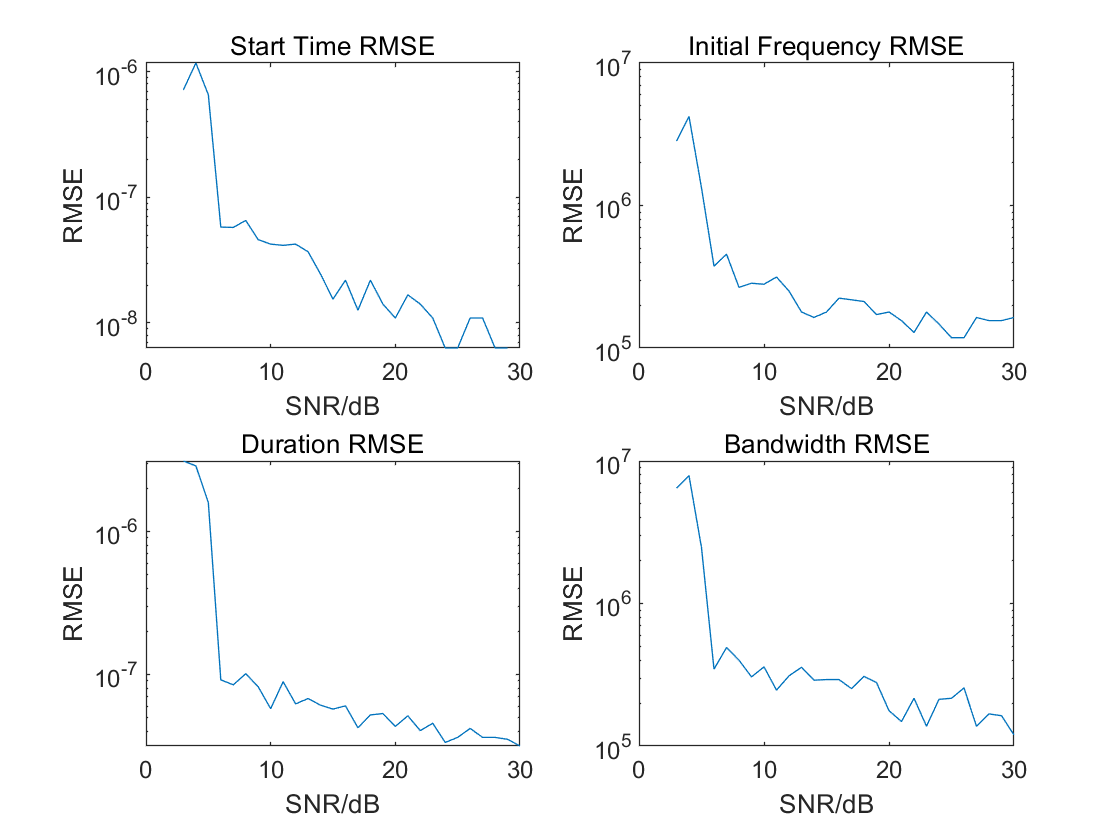 Start Time RMSE
10^-6
10^-7
10^-8
RMSE
0 10 20 30
SNR/dB
Initial Frequency RMSE
10^7
10^6
10^5
RMSE
0 10 20 30
SNR/dB
Duration RMSE
10^-6
10^-7
RMSE
0 10 20 30
SNR/dB
Bandwidth RMSE
10^7
10^6
10^5
RMSE
0 10 20 30
SNR/dB